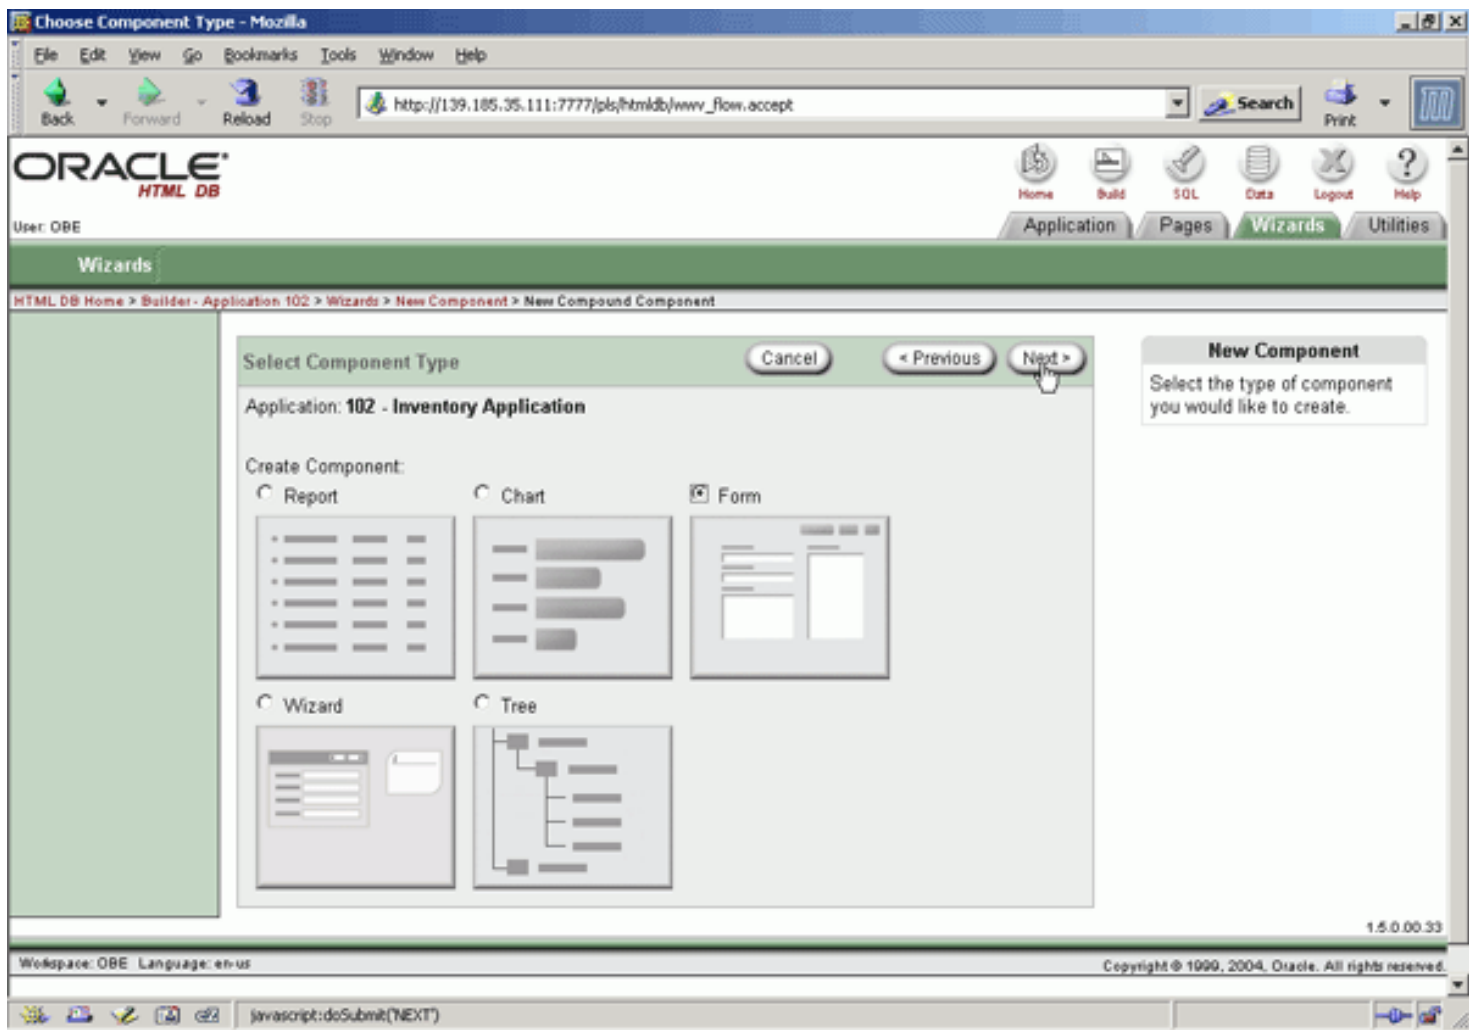 Choose Component Type - Mozilla
File Edit View Go Bookmarks Tools Window Help
Back Forward Reload Stop http://139.185.35.111:7777/pls/htmldb/wwv_flow.accept Search Print
ORACLE
HTML DB
Home Build SQL Data Logout Help
User: OBE
Application Pages Wizards Utilities
Wizards
HTML DB Home > Builder - Application 102 > Wizards > New Component > New Compound Component
Select Component Type Cancel < Previous Next >
Application: 102 - Inventory Application
Create Component:
Report Chart Form
Wizard Tree
New Component
Select the type of component
you would like to create.
1.5.0.00.33
Workspace: OBE Language: en-us
Copyright © 1999, 2004, Oracle. All rights reserved.
javascript:doSubmit('NEXT')